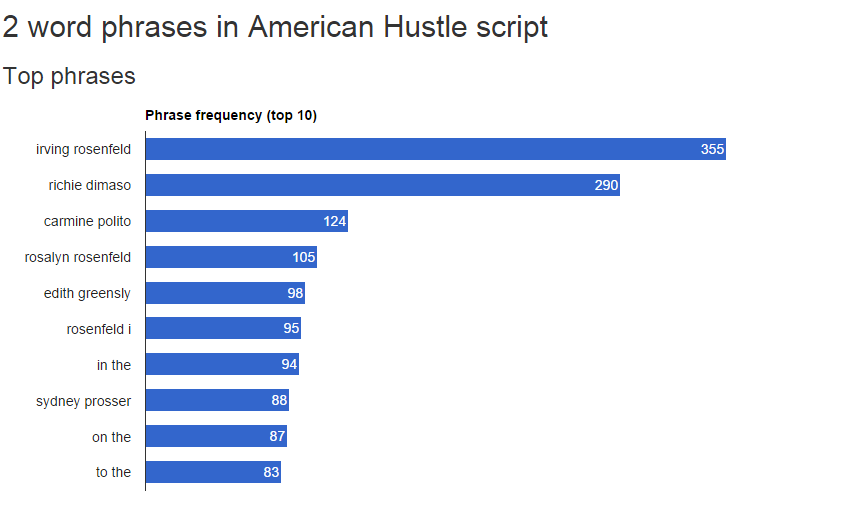 2 word phrases in American Hustle script
Top phrases
Phrase frequency (top 10)
irving rosenfeld 355
richie dimaso 290
carmine polito 124
rosalyn rosenfeld 105
edith greensly 98
rosenfeld i 95
in the 94
sydney prosser 88
on the 87
to the 83